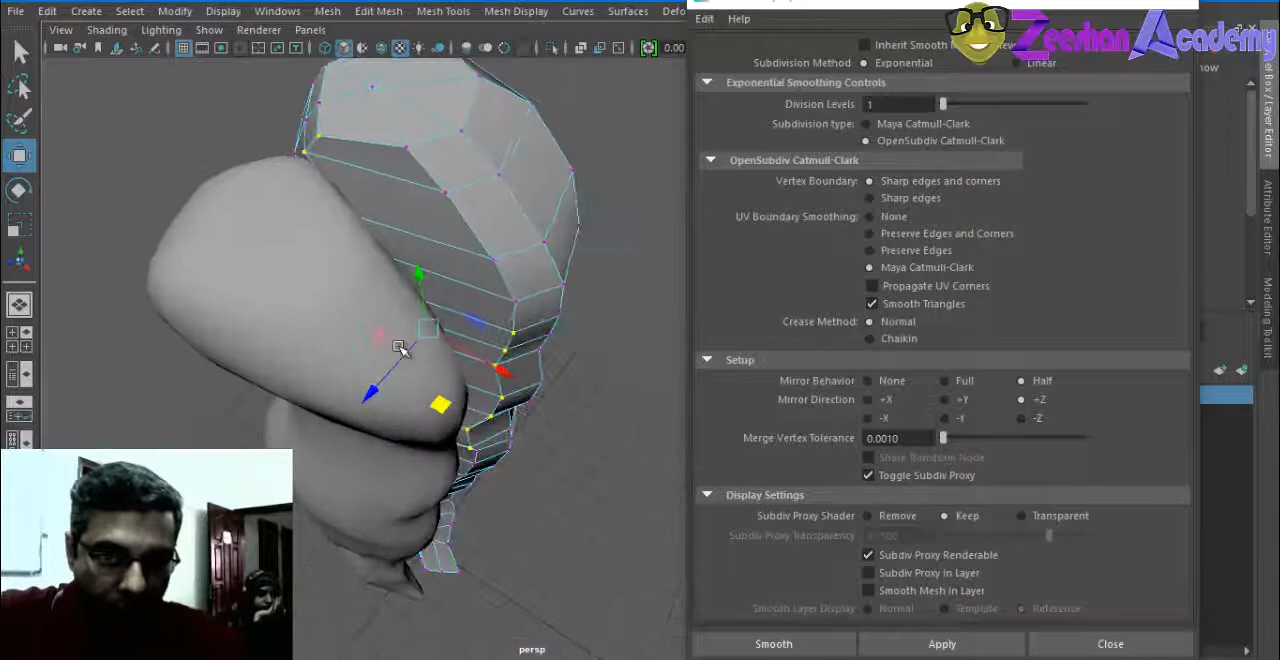 File Edit Create Select Modify Display Windows Mesh Edit Mesh Mesh Tools Mesh Display Curves Surfaces
View Shading Lighting Show Renderer Panels
0.00
persp
Edit Help
Zeeshan Academy
Inherit Smooth
Subdivision Method Exponential Linear
Exponential Smoothing Controls
Division Levels 1
Subdivision type: Maya Catmull-Clark
OpenSubdiv Catmull-Clark
OpenSubdiv Catmull-Clark
Vertex Boundary: Sharp edges and corners
Sharp edges
UV Boundary Smoothing: None
Preserve Edges and Corners
Preserve Edges
Maya Catmull-Clark
Propagate UV Corners
Smooth Triangles
Crease Method: Normal
Chaikin
Setup
Mirror Behavior None Full Half
Mirror Direction +X +Y +Z
-X -Y -Z
Merge Vertex Tolerance 0.0010
Share Transform Node
Toggle Subdiv Proxy
Display Settings
Subdiv Proxy Shader Remove Keep Transparent
Subdiv Proxy Transparency
Subdiv Proxy Renderable
Subdiv Proxy In Layer
Smooth Mesh in Layer
Smooth Layer Display Normal Template Reference
Smooth Apply Close
Box / Layer Editor
Attribute Editor
Modeling Toolkit